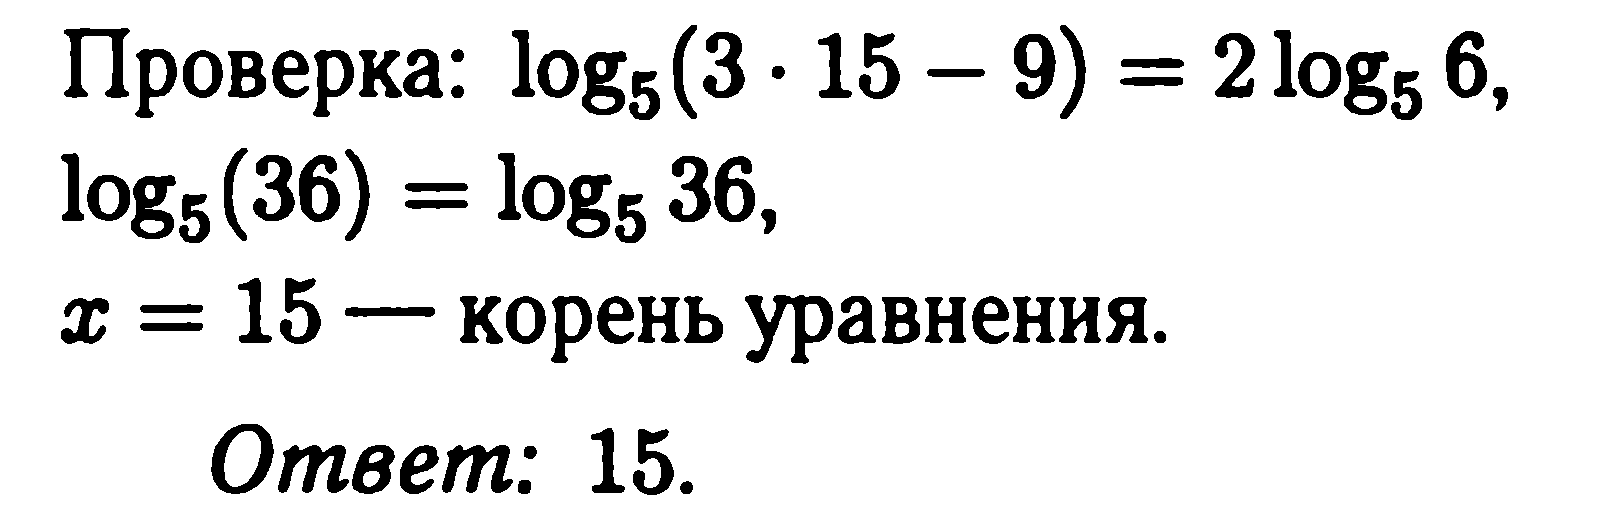 Проверка: log₅(3 · 15 − 9) = 2 log₅ 6,
log₅(36) = log₅ 36,
x = 15 — корень уравнения.
Ответ: 15.